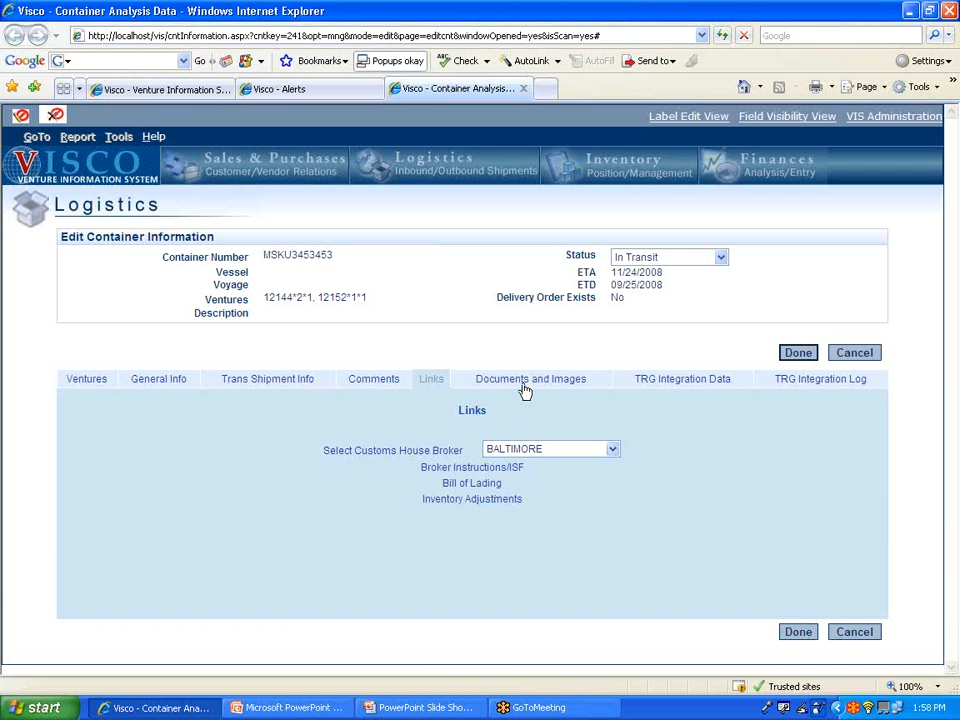 Visco - Container Analysis Data - Windows Internet Explorer
http://localhost/vis/cntInformation.aspx?cntkey=241&opt=mng&mode=edit&page=editcnt&windowOpened=yes&isScan=yes#
Google
Google G Go Bookmarks Popups okay Check AutoLink AutoFill Send to Settings
Visco - Venture Information S... Visco - Alerts Visco - Container Analysis... Page Tools
Label Edit View Field Visibility View VIS Administration
GoTo Report Tools Help
VISCO
VENTURE INFORMATION SYSTEM
Sales & Purchases
Customer/Vendor Relations
Logistics
Inbound/Outbound Shipments
Inventory
Position/Management
Finances
Analysis/Entry
Logistics
Edit Container Information
Container Number MSKU3453453 Status In Transit
Vessel ETA 11/24/2008
Voyage ETD 09/25/2008
Ventures 12144*2*1, 12152*1*1 Delivery Order Exists No
Description
Done Cancel
Ventures General Info Trans Shipment Info Comments Links Documents and Images TRG Integration Data TRG Integration Log
Links
Select Customs House Broker BALTIMORE
Broker Instructions/ISF
Bill of Lading
Inventory Adjustments
Done Cancel
Trusted sites 100%
start Visco - Container Ana... Microsoft PowerPoint ... PowerPoint Slide Sho... GoToMeeting 1:58 PM